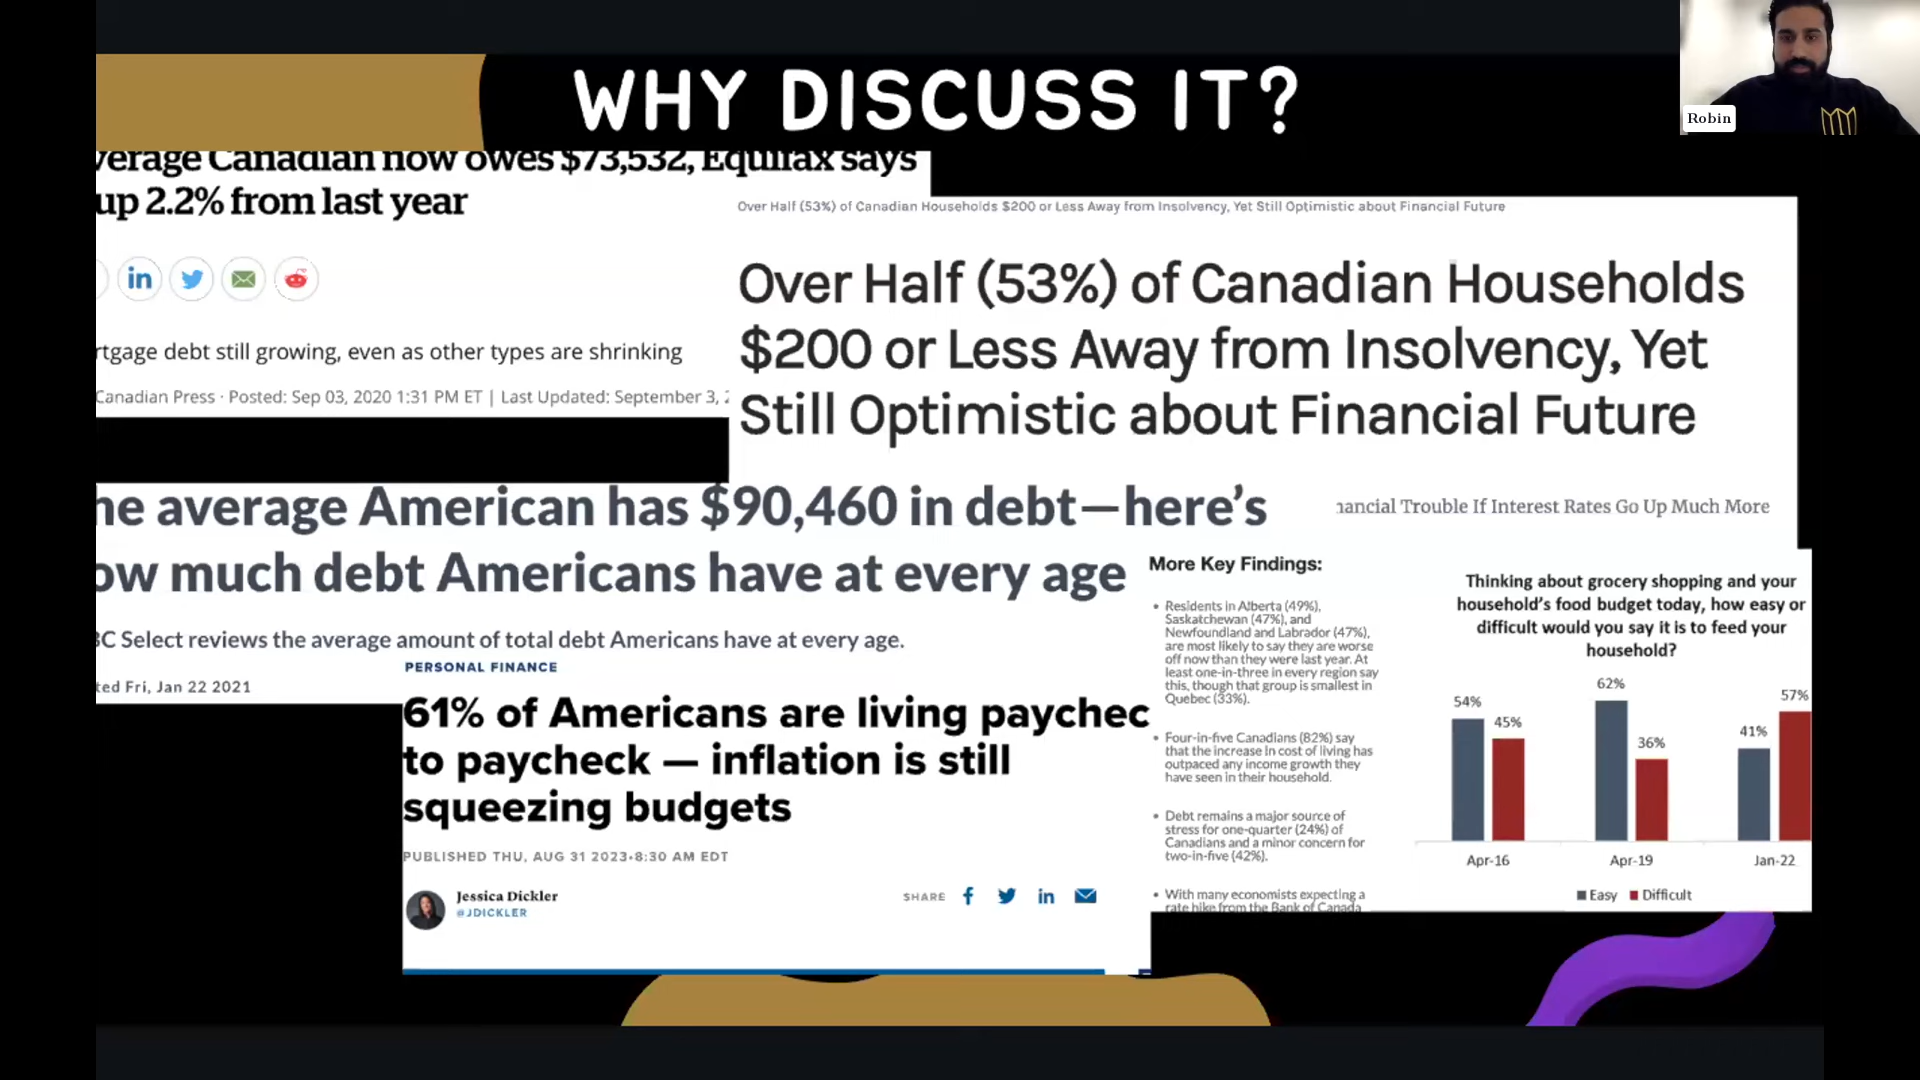 WHY DISCUSS IT?
Robin
verage Canadian now owes $73,532, Equifax says
up 2.2% from last year
rtgage debt still growing, even as other types are shrinking
Canadian Press · Posted: Sep 03, 2020 1:31 PM ET | Last Updated: September 3, 2
Over Half (53%) of Canadian Households $200 or Less Away from Insolvency, Yet Still Optimistic about Financial Future
Over Half (53%) of Canadian Households
$200 or Less Away from Insolvency, Yet
Still Optimistic about Financial Future
nancial Trouble If Interest Rates Go Up Much More
he average American has $90,460 in debt—here's
ow much debt Americans have at every age
BC Select reviews the average amount of total debt Americans have at every age.
ted Fri, Jan 22 2021
PERSONAL FINANCE
61% of Americans are living paychec
to paycheck — inflation is still
squeezing budgets
PUBLISHED THU, AUG 31 2023•8:30 AM EDT
Jessica Dickler
@JDICKLER
SHARE
More Key Findings:
• Residents in Alberta (49%),
Saskatchewan (47%), and
Newfoundland and Labrador (47%),
are most likely to say they are worse
off now than they were last year. At
least one-in-three in every region say
this, though that group is smallest in
Quebec (33%).
• Four-in-five Canadians (82%) say
that the increase in cost of living has
outpaced any income growth they
have seen in their household.
• Debt remains a major source of
stress for one-quarter (24%) of
Canadians and a minor concern for
two-in-five (42%).
• With many economists expecting a
rate hike from the Bank of Canada
Thinking about grocery shopping and your
household's food budget today, how easy or
difficult would you say it is to feed your
household?
54% 45% 62% 36% 41% 57%
Apr-16 Apr-19 Jan-22
Easy Difficult